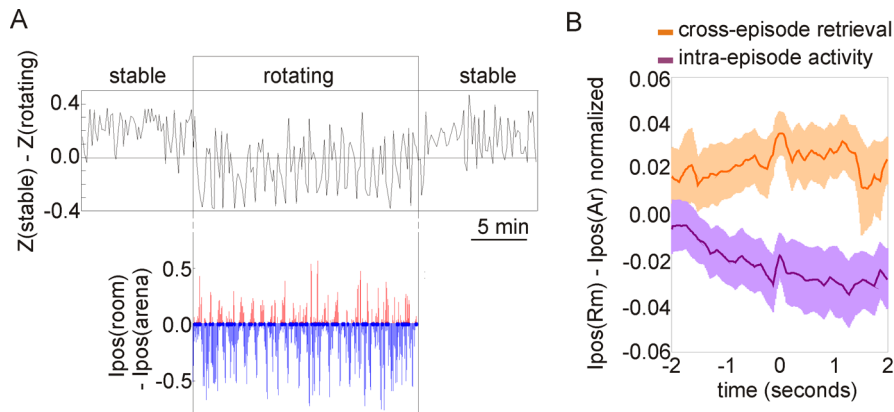 A
stable
rotating
stable
Z(stable) - Z(rotating)
0.4
0.0
-0.4
5 min
Ipos(room)
- Ipos(arena)
0.5
0.0
-0.5
B
cross-episode retrieval
intra-episode activity
Ipos(Rm) - Ipos(Ar) normalized
0.06
0.04
0.02
0.00
-0.02
-0.04
-0.06
-2
-1
0
1
2
time (seconds)